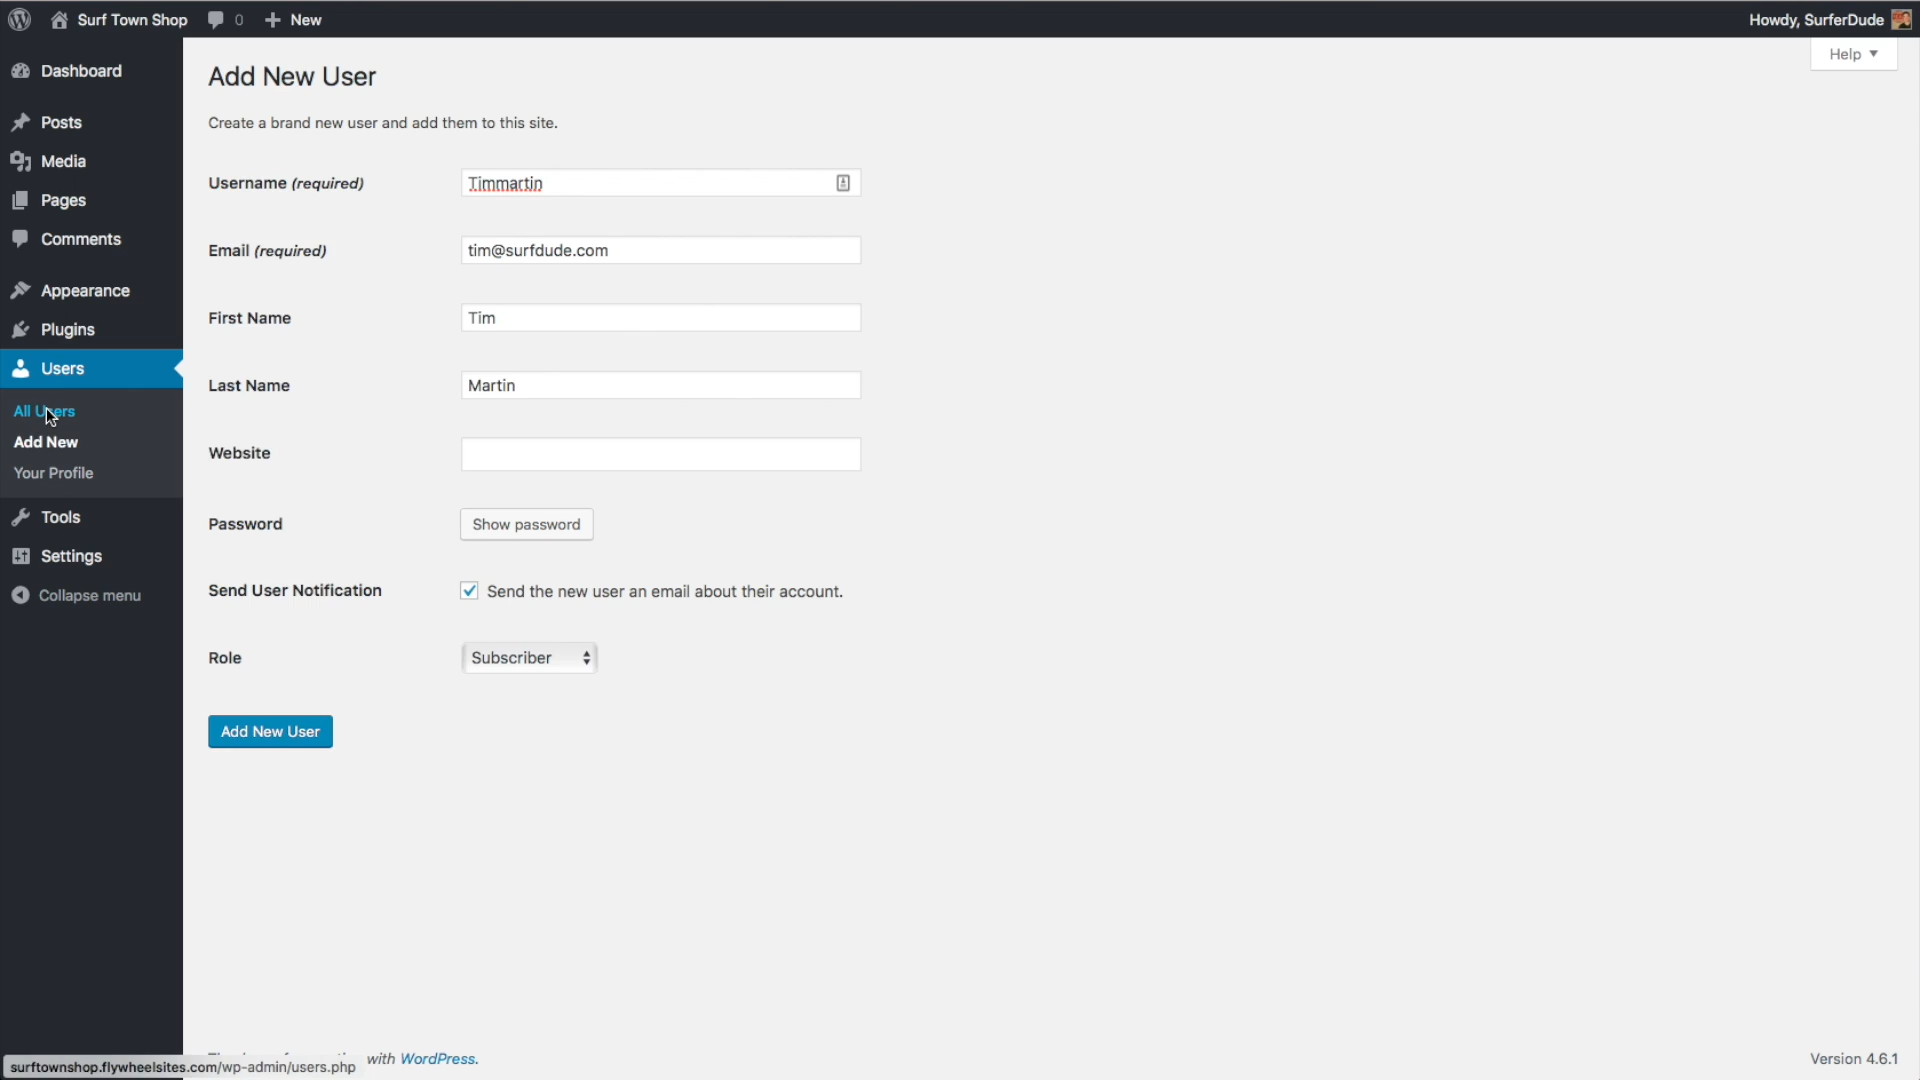 Surf Town Shop 0 New Howdy, SurferDude
Help
Dashboard
Posts
Media
Pages
Comments
Appearance
Plugins
Users
All Users
Add New
Your Profile
Tools
Settings
Collapse menu
Add New User
Create a brand new user and add them to this site.
Username (required) Timmartin
Email (required) tim@surfdude.com
First Name Tim
Last Name Martin
Website
Password Show password
Send User Notification Send the new user an email about their account.
Role Subscriber
Add New User
with WordPress. Version 4.6.1
surftownshop.flywheelsites.com/wp-admin/users.php